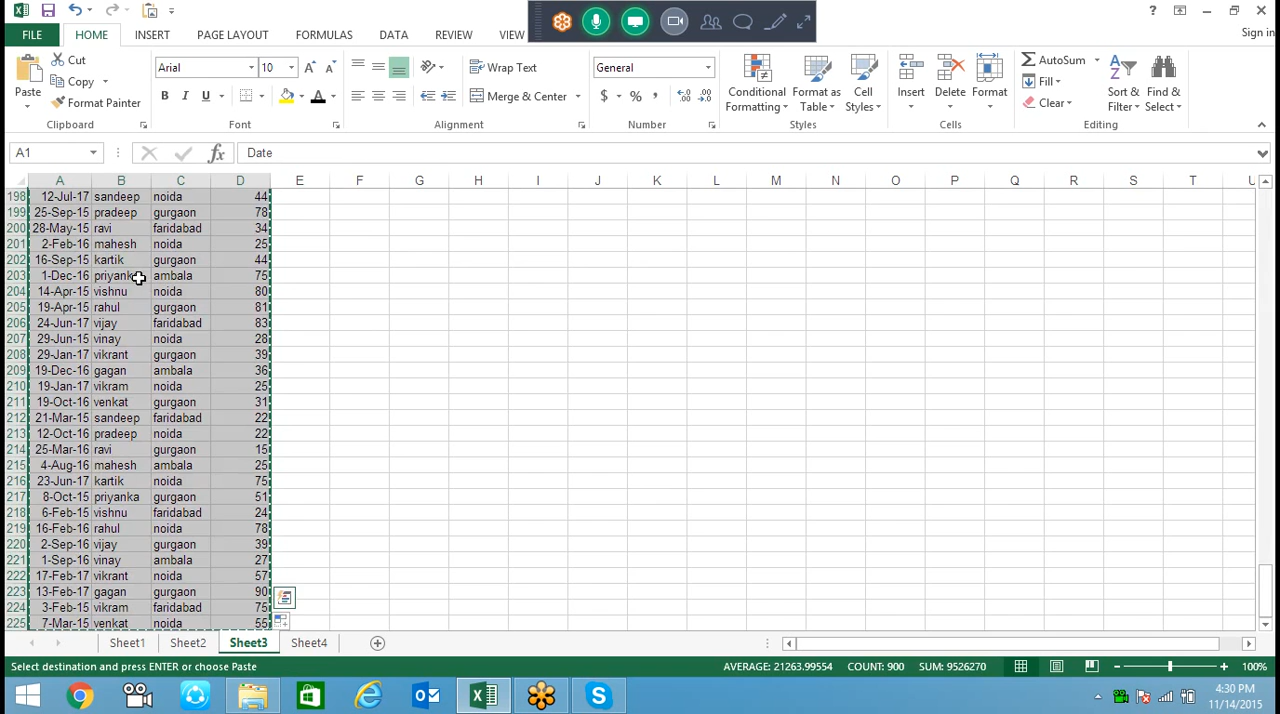 ?
Sign in
FILE HOME INSERT PAGE LAYOUT FORMULAS DATA REVIEW VIEW
Paste
Cut
Copy
Format Painter
Clipboard
Arial 10
B I U
Font
Wrap Text
Merge & Center
Alignment
General
$ % ,
Number
Conditional Formatting
Format as Table
Cell Styles
Styles
Insert
Delete
Format
Cells
AutoSum
Fill
Clear
Sort & Filter
Find & Select
Editing
A1 fx Date
A B C D E F G H I J K L M N O P Q R S T U
198 12-Jul-17 sandeep noida 44
199 25-Sep-15 pradeep gurgaon 78
200 28-May-15 ravi faridabad 34
201 2-Feb-16 mahesh noida 25
202 16-Sep-15 kartik gurgaon 44
203 1-Dec-16 priyanka ambala 75
204 14-Apr-15 vishnu noida 80
205 19-Apr-15 rahul gurgaon 81
206 24-Jun-17 vijay faridabad 83
207 29-Jun-15 vinay noida 28
208 29-Jan-17 vikrant gurgaon 39
209 19-Dec-16 gagan ambala 36
210 19-Jan-17 vikram noida 25
211 19-Oct-16 venkat gurgaon 31
212 21-Mar-15 sandeep faridabad 22
213 12-Oct-16 pradeep noida 22
214 25-Mar-16 ravi gurgaon 15
215 4-Aug-16 mahesh ambala 25
216 23-Jun-16 kartik noida 75
217 8-Oct-15 priyanka gurgaon 51
218 6-Feb-15 vishnu faridabad 24
219 16-Feb-16 rahul noida 78
220 2-Sep-16 vijay gurgaon 39
221 1-Sep-16 vinay ambala 27
222 17-Feb-17 vikrant noida 57
223 13-Feb-17 gagan gurgaon 90
224 3-Feb-15 vikram faridabad 75
225 7-Mar-15 venkat noida 55
Sheet1 Sheet2 Sheet3 Sheet4
Select destination and press ENTER or choose Paste AVERAGE: 21263.99554 COUNT: 900 SUM: 9526270 100%
4:30 PM
11/14/2015